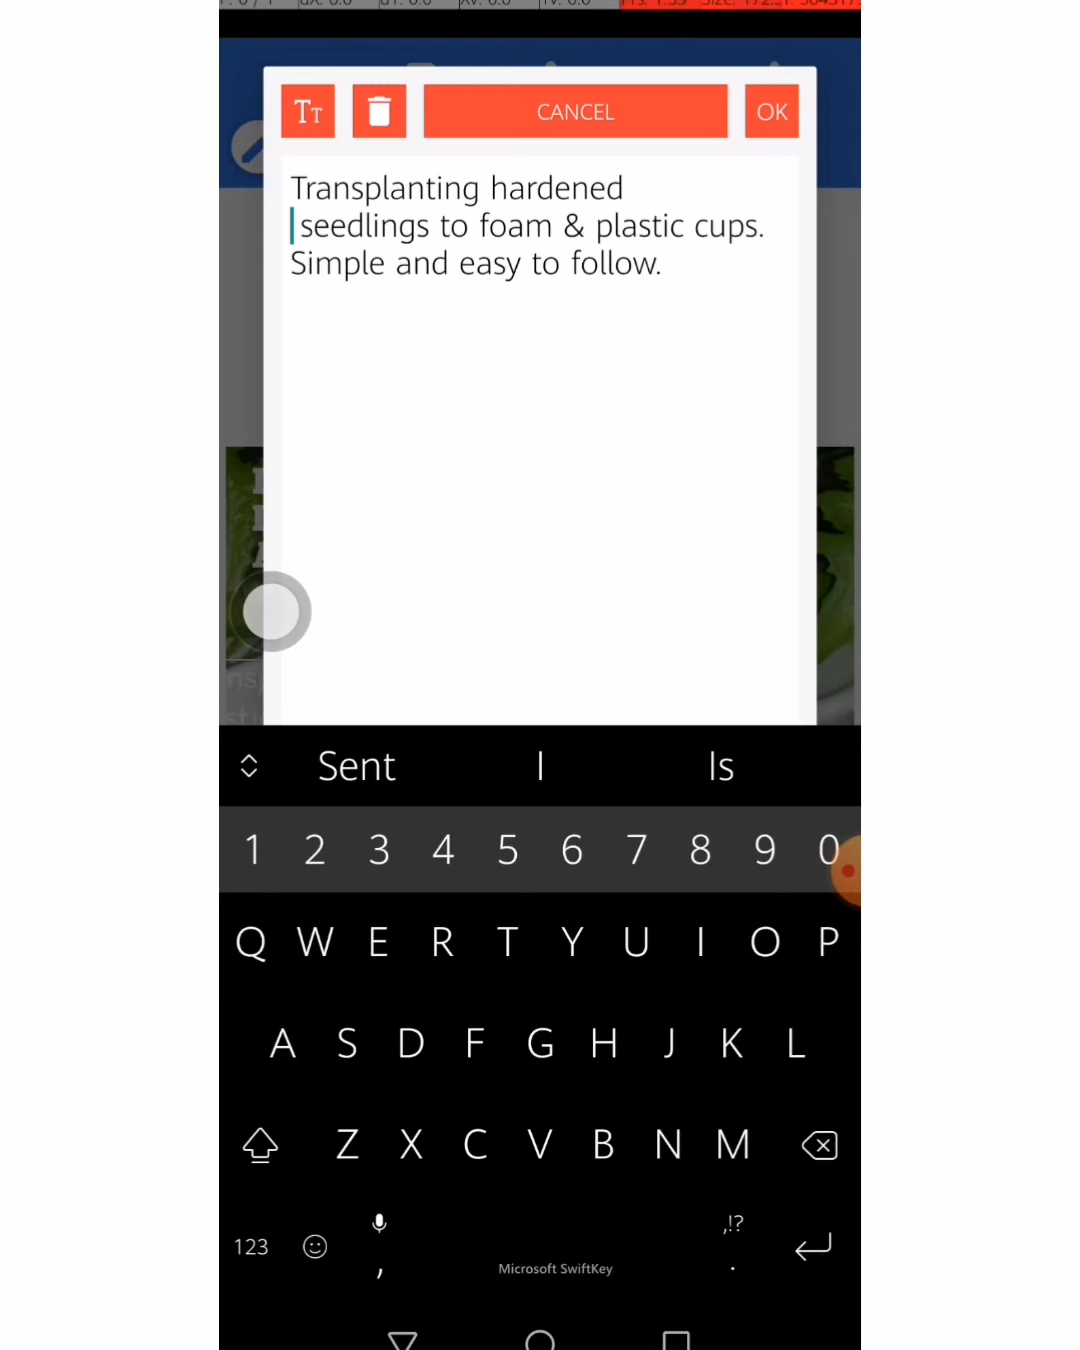 TT
CANCEL
OK
Transplanting hardened
seedlings to foam & plastic cups.
Simple and easy to follow.
Sent
I
Is
1 2 3 4 5 6 7 8 9 0
Q W E R T Y U I O P
A S D F G H J K L
Z X C V B N M
,!?
123
,
Microsoft SwiftKey
.